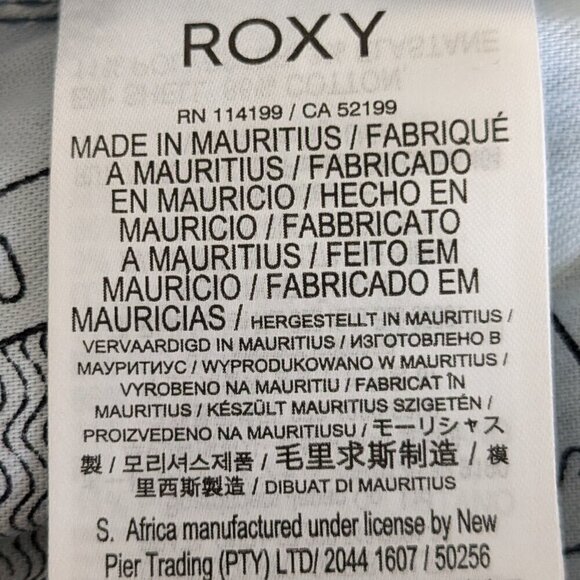 ROXY
RN 114199 / CA 52199
MADE IN MAURITIUS / FABRIQUÉ
A MAURITIUS / FABRICADO
EN MAURICIO / HECHO EN
MAURICIO / FABBRICATO
A MAURITIUS / FEITO EM
MAURÍCIO / FABRICADO EM
MAURICIAS / HERGESTELLT IN MAURITIUS /
VERVAARDIGD IN MAURITIUS / ИЗГОТОВЛЕНО В
МАУРИТИУС / WYPRODUKOWANO W MAURITIUS /
VYROBENO NA MAURITIU / FABRICAT ÎN
MAURITIUS / KÉSZÜLT MAURITIUS SZIGETÉN /
PROIZVEDENO NA MAURITIUSU / モーリシャス
製 / 모리셔스제품 / 毛里求斯制造 / 模
里西斯製造 / DIBUAT DI MAURITIUS
S. Africa manufactured under license by New
Pier Trading (PTY) LTD/ 2044 1607 / 50256